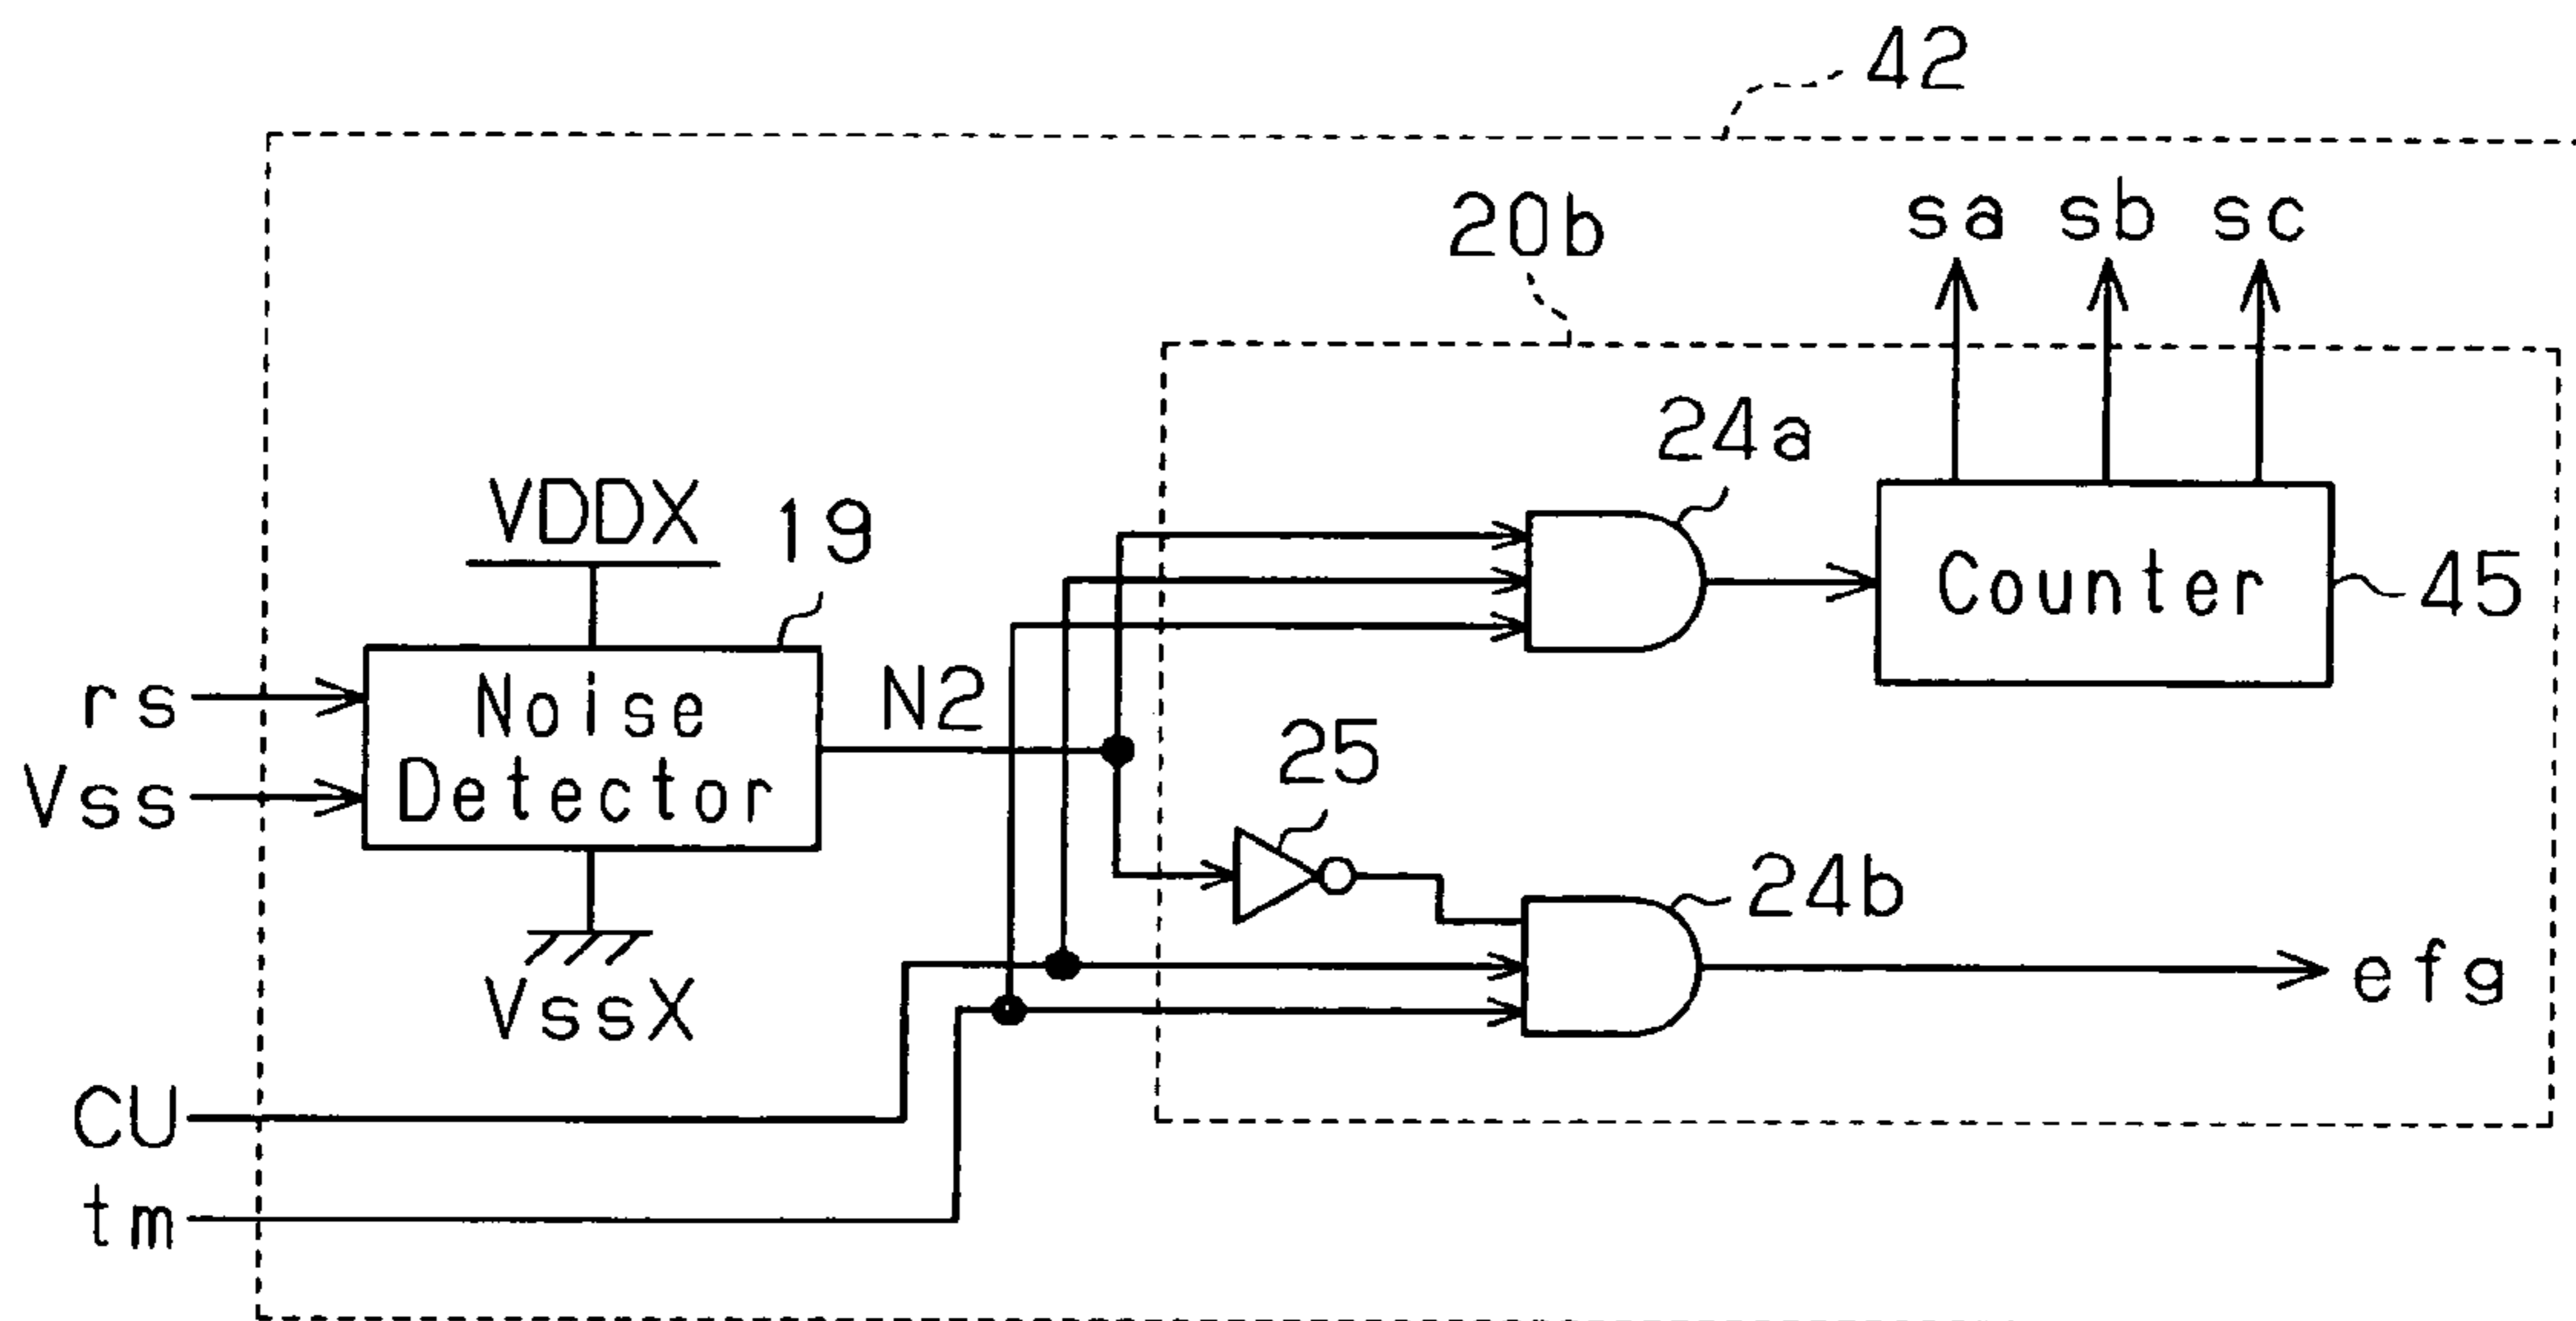 42
20b
sa sb sc
24a
VDDX
19
Counter
45
rs
Noise
Detector
N2
Vss
25
24b
efg
VssX
CU
tm